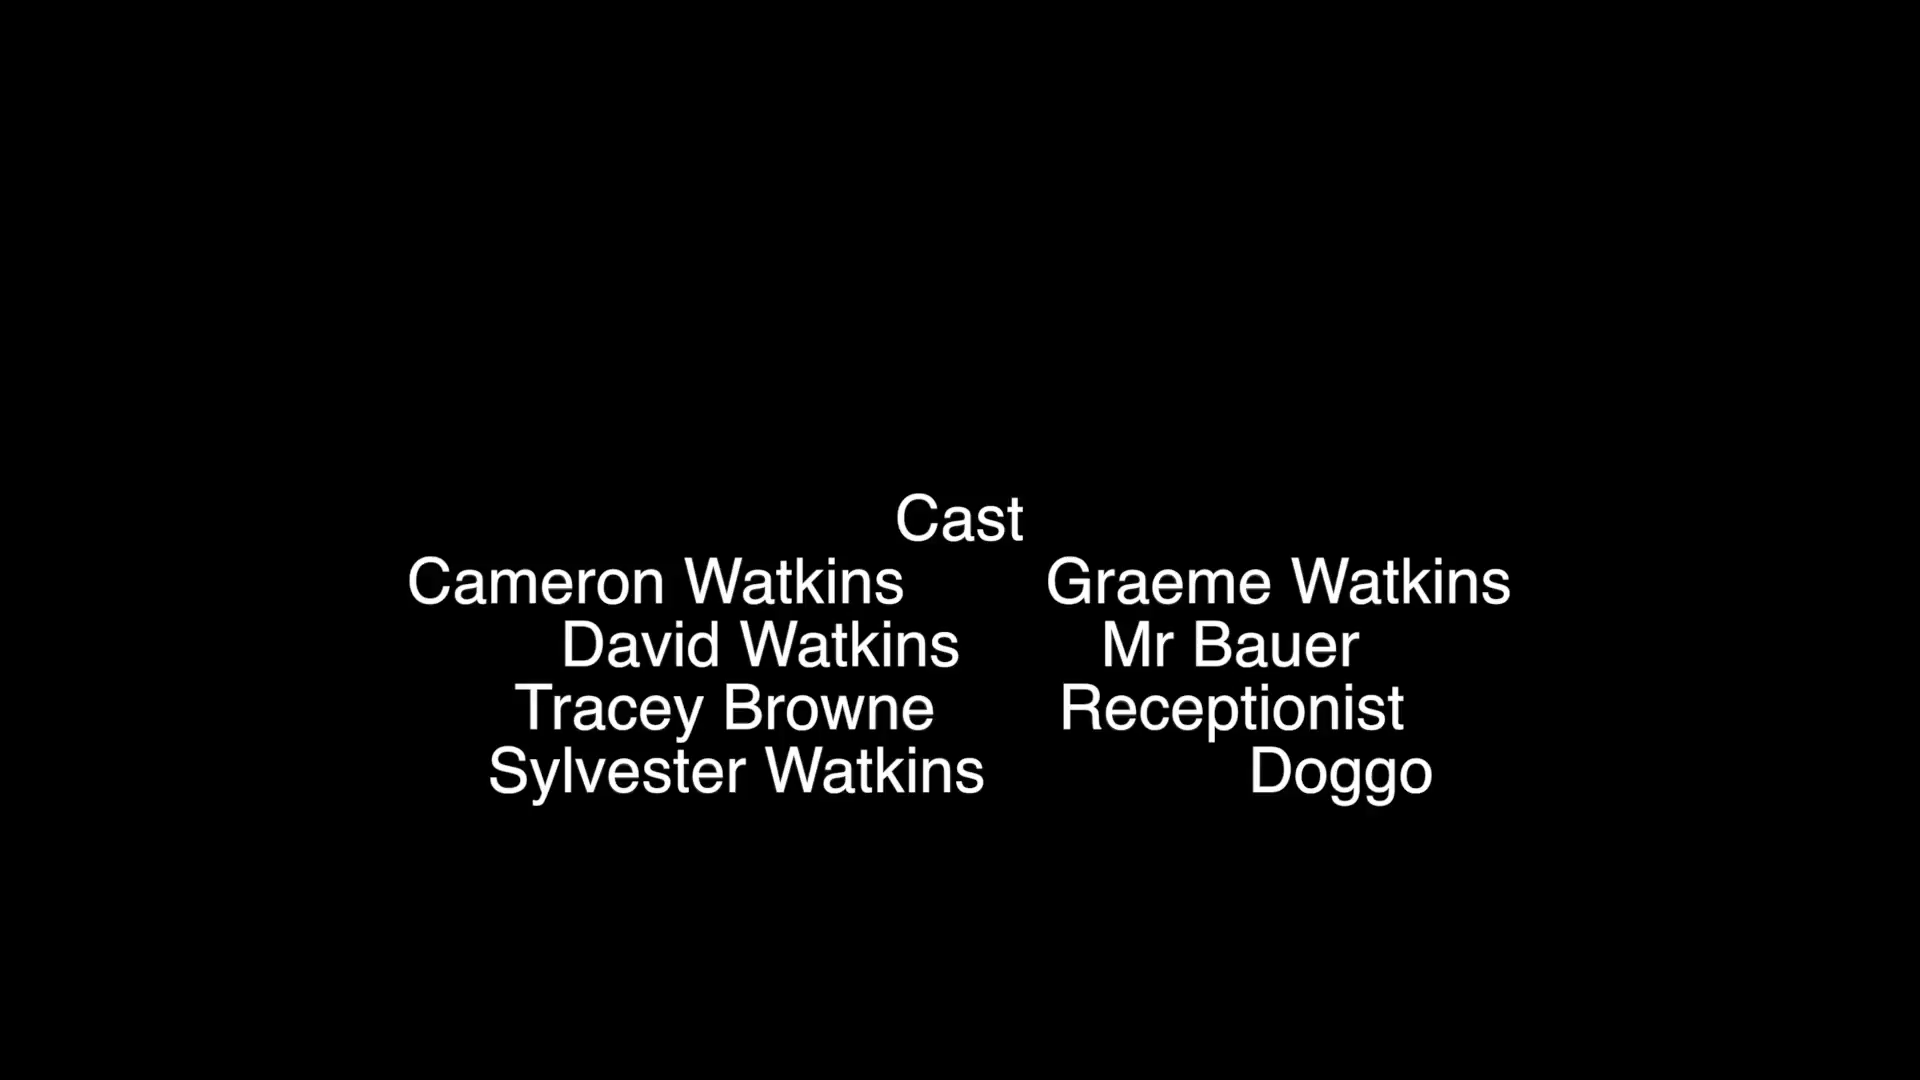 Cast
Cameron Watkins Graeme Watkins
David Watkins Mr Bauer
Tracey Browne Receptionist
Sylvester Watkins Doggo